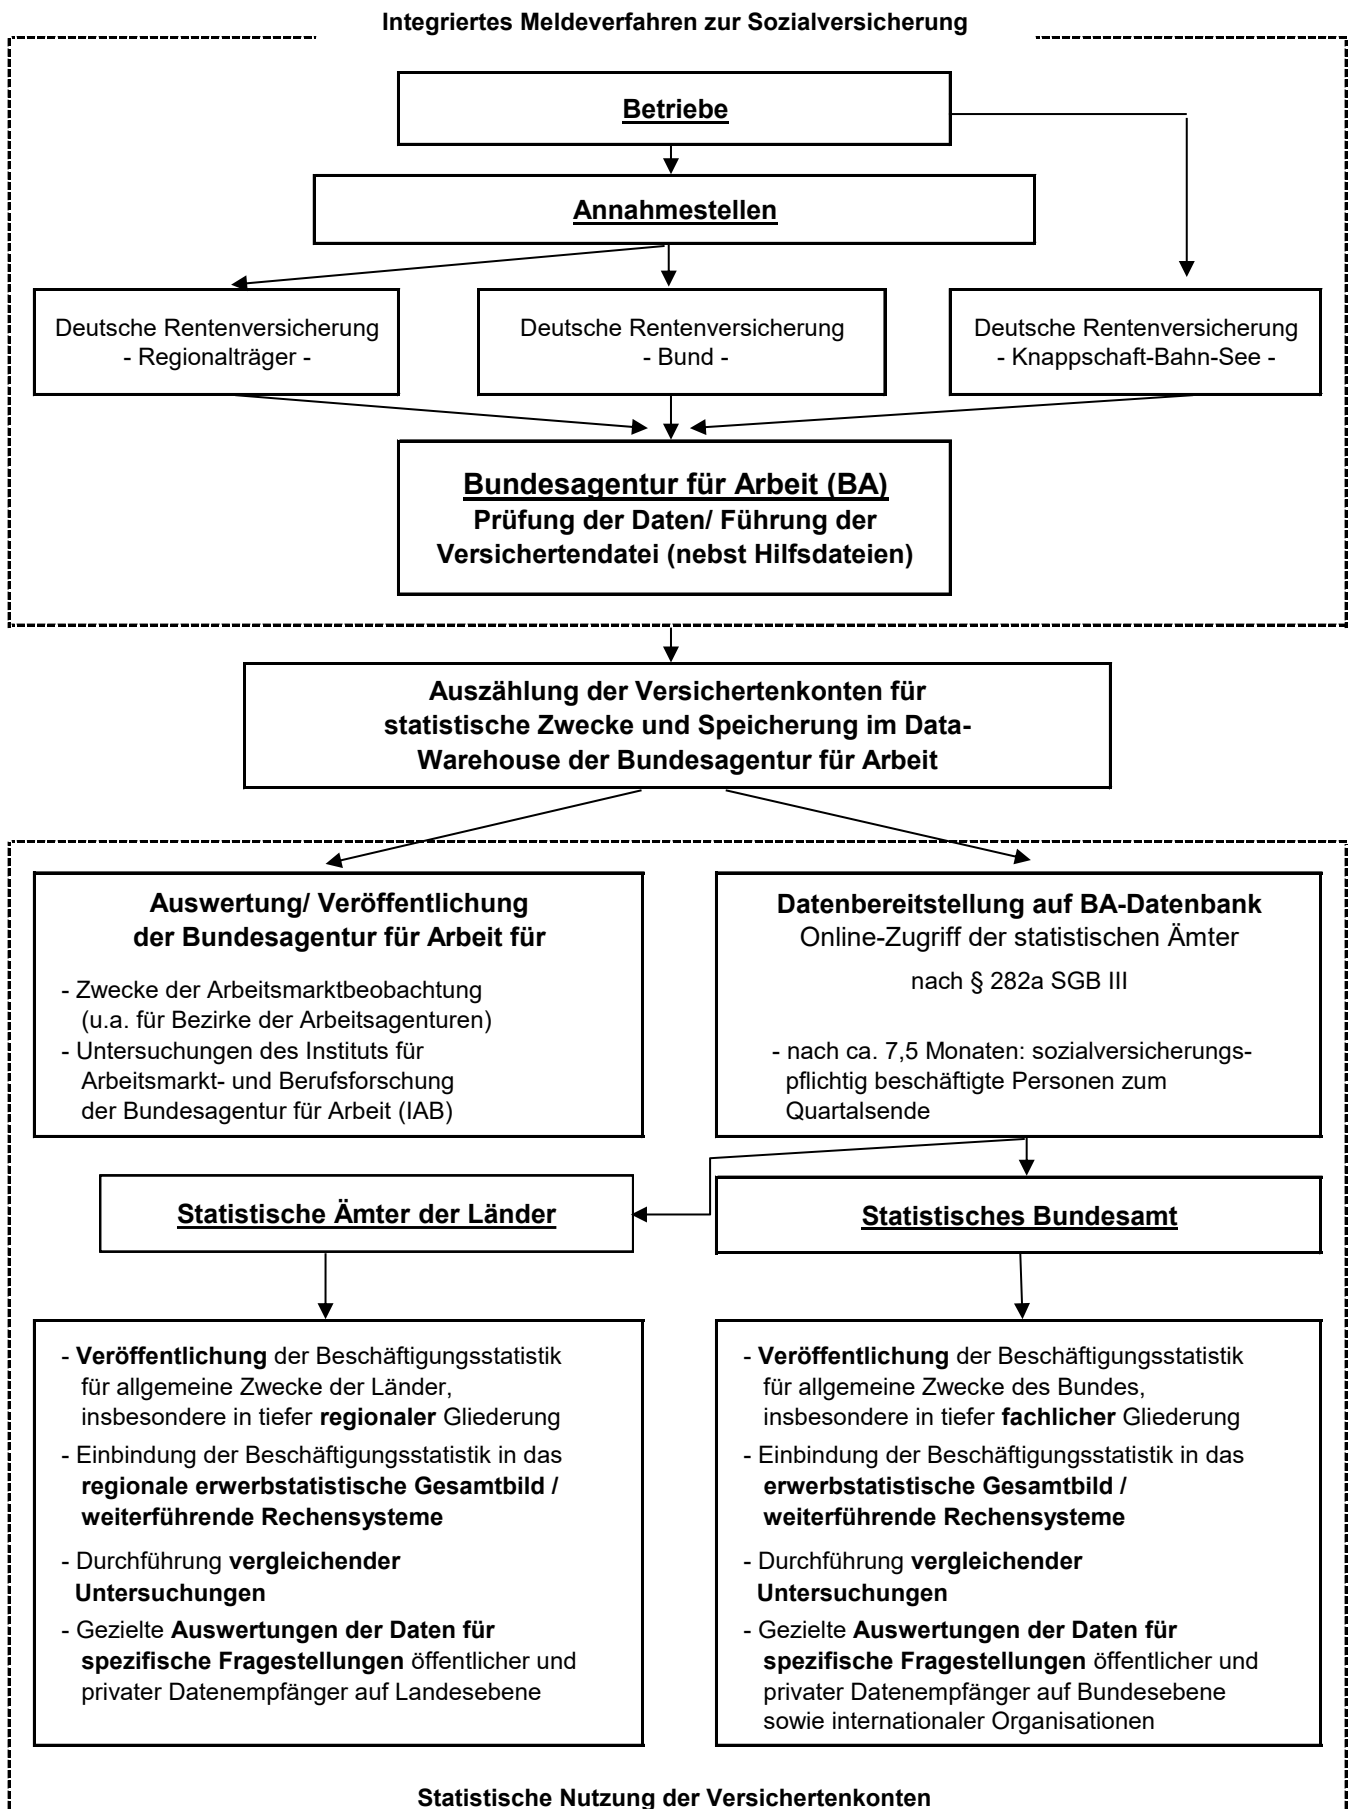 Integriertes Meldeverfahren zur Sozialversicherung
Betriebe
Annahmestellen
Deutsche Rentenversicherung
- Regionalträger -
Deutsche Rentenversicherung
- Bund -
Deutsche Rentenversicherung
- Knappschaft-Bahn-See -
Bundesagentur für Arbeit (BA)
Prüfung der Daten/ Führung der
Versichertendatei (nebst Hilfsdateien)
Auszählung der Versichertenkonten für
statistische Zwecke und Speicherung im Data-
Warehouse der Bundesagentur für Arbeit
Auswertung/ Veröffentlichung
der Bundesagentur für Arbeit für
- Zwecke der Arbeitsmarktbeobachtung
(u.a. für Bezirke der Arbeitsagenturen)
- Untersuchungen des Instituts für
Arbeitsmarkt- und Berufsforschung
der Bundesagentur für Arbeit (IAB)
Datenbereitstellung auf BA-Datenbank
Online-Zugriff der statistischen Ämter
nach § 282a SGB III
- nach ca. 7,5 Monaten: sozialversicherungs-
pflichtig beschäftigte Personen zum
Quartalsende
Statistische Ämter der Länder
Statistisches Bundesamt
- Veröffentlichung der Beschäftigungsstatistik
für allgemeine Zwecke der Länder,
insbesondere in tiefer regionaler Gliederung
- Einbindung der Beschäftigungsstatistik in das
regionale erwerbstatistische Gesamtbild /
weiterführende Rechensysteme
- Durchführung vergleichender
Untersuchungen
- Gezielte Auswertungen der Daten für
spezifische Fragestellungen öffentlicher und
privater Datenempfänger auf Landesebene
- Veröffentlichung der Beschäftigungsstatistik
für allgemeine Zwecke des Bundes,
insbesondere in tiefer fachlicher Gliederung
- Einbindung der Beschäftigungsstatistik in das
erwerbstatistische Gesamtbild /
weiterführende Rechensysteme
- Durchführung vergleichender
Untersuchungen
- Gezielte Auswertungen der Daten für
spezifische Fragestellungen öffentlicher und
privater Datenempfänger auf Bundesebene
sowie internationaler Organisationen
Statistische Nutzung der Versichertenkonten